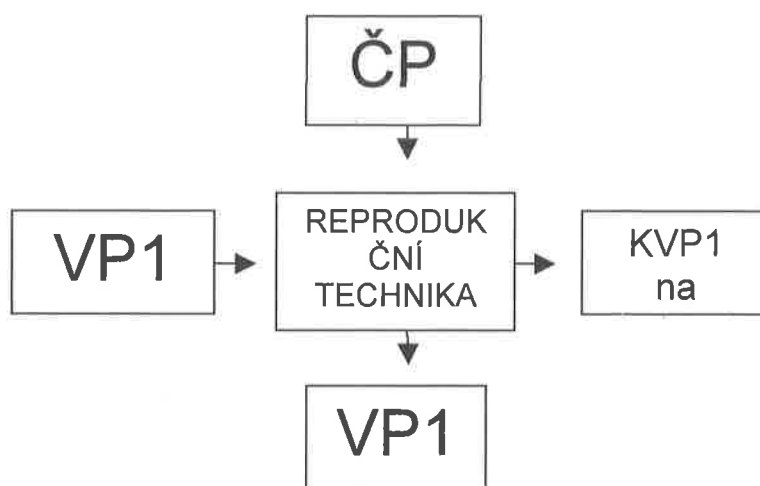 ČP
VP1
REPRODUK
ČNÍ
TECHNIKA
KVP1
na
VP1